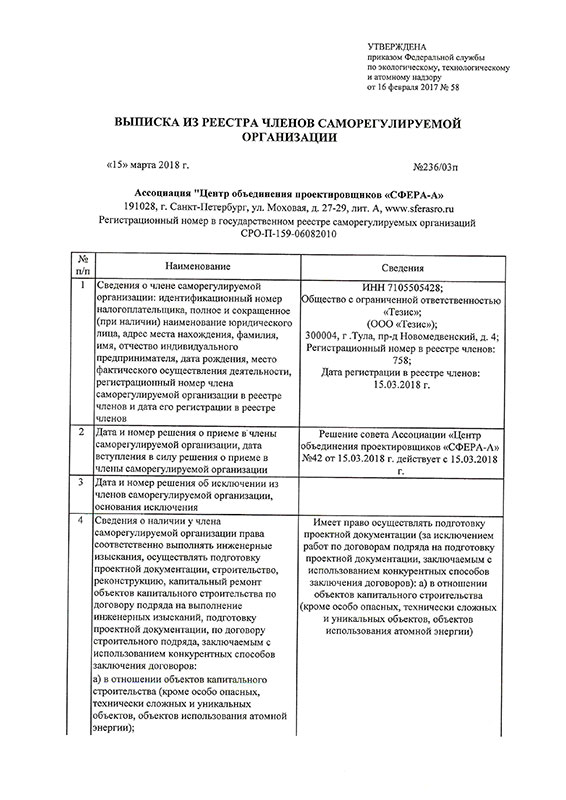 УТВЕРЖДЕНА
приказом Федеральной службы
по экологическому, технологическому
и атомному надзору
от 16 февраля 2017 № 58
ВЫПИСКА ИЗ РЕЕСТРА ЧЛЕНОВ САМОРЕГУЛИРУЕМОЙ
ОРГАНИЗАЦИИ
«15» марта 2018 г. №236/03п
Ассоциация "Центр объединения проектировщиков «СФЕРА-А»
191028, г. Санкт-Петербург, ул. Моховая, д. 27-29, лит. А, www.sferasro.ru
Регистрационный номер в государственном реестре саморегулируемых организаций
СРО-П-159-06082010
№
п/п
Наименование
Сведения
1
Сведения о члене саморегулируемой
организации: идентификационный номер
налогоплательщика, полное и сокращенное
(при наличии) наименование юридического
лица, адрес места нахождения, фамилия,
имя, отчество индивидуального
предпринимателя, дата рождения, место
фактического осуществления деятельности,
регистрационный номер члена
саморегулируемой организации в реестре
членов и дата его регистрации в реестре
членов
ИНН 7105505428;
Общество с ограниченной ответственностью
«Тезис»;
(ООО «Тезис»);
300004, г .Тула, пр-д Новомедвенский, д. 4;
Регистрационный номер в реестре членов:
758;
Дата регистрации в реестре членов:
15.03.2018 г.
2
Дата и номер решения о приеме в члены
саморегулируемой организации, дата
вступления в силу решения о приеме в
члены саморегулируемой организации
Решение совета Ассоциации «Центр
объединения проектировщиков «СФЕРА-А»
№42 от 15.03.2018 г. действует с 15.03.2018
г.
3
Дата и номер решения об исключении из
членов саморегулируемой организации,
основания исключения
4
Сведения о наличии у члена
саморегулируемой организации права
соответственно выполнять инженерные
изыскания, осуществлять подготовку
проектной документации, строительство,
реконструкцию, капитальный ремонт
объектов капитального строительства по
договору подряда на выполнение
инженерных изысканий, подготовку
проектной документации, по договору
строительного подряда, заключаемым с
использованием конкурентных способов
заключения договоров:
а) в отношении объектов капитального
строительства (кроме особо опасных,
технически сложных и уникальных
объектов, объектов использования атомной
энергии);
Имеет право осуществлять подготовку
проектной документации (за исключением
работ по договорам подряда на подготовку
проектной документации, заключаемым с
использованием конкурентных способов
заключения договоров): а) в отношении
объектов капитального строительства
(кроме особо опасных, технически сложных
и уникальных объектов, объектов
использования атомной энергии)